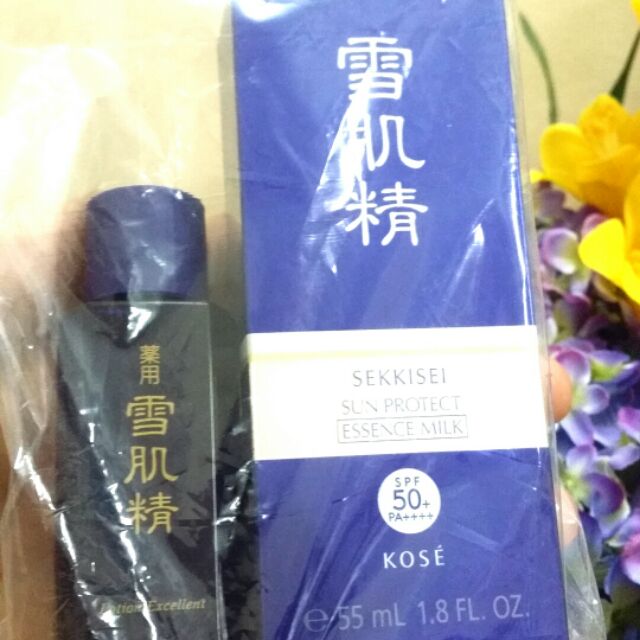 薬用
雪肌精
Lotion Excellent
雪肌精
SEKKISEI
SUN PROTECT
ESSENCE MILK
SPF
50+
PA++++
KOSÉ
℮ 55 mL 1.8 FL. OZ.